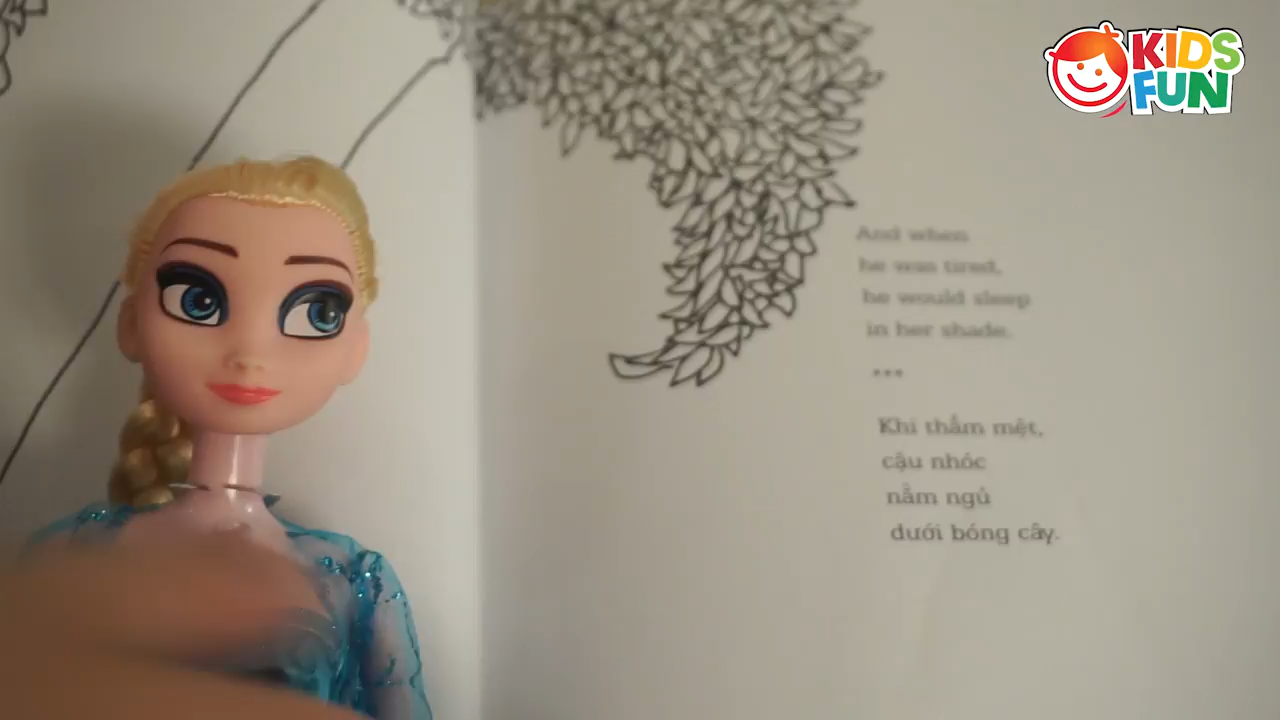 KIDS
FUN
And when
he was tired,
he would sleep
in her shade.
***
Khi thấm mệt,
cậu nhóc
nằm ngủ
dưới bóng cây.